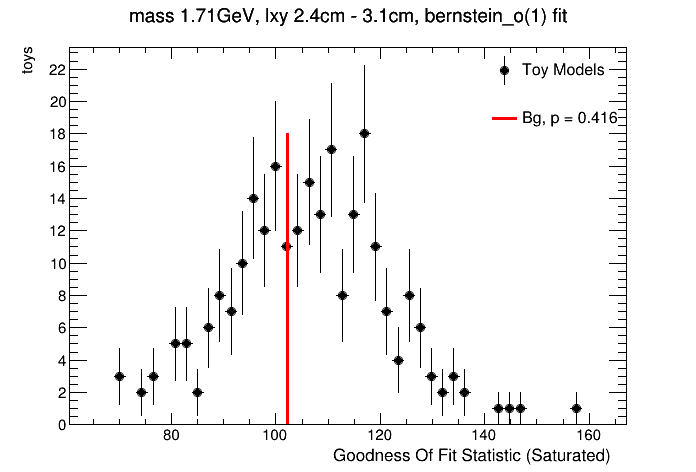 mass 1.71GeV, lxy 2.4cm - 3.1cm, bernstein_o(1) fit
toys
22
20
18
16
14
12
10
8
6
4
2
0
Toy Models
Bg, p = 0.416
80 100 120 140 160
Goodness Of Fit Statistic (Saturated)